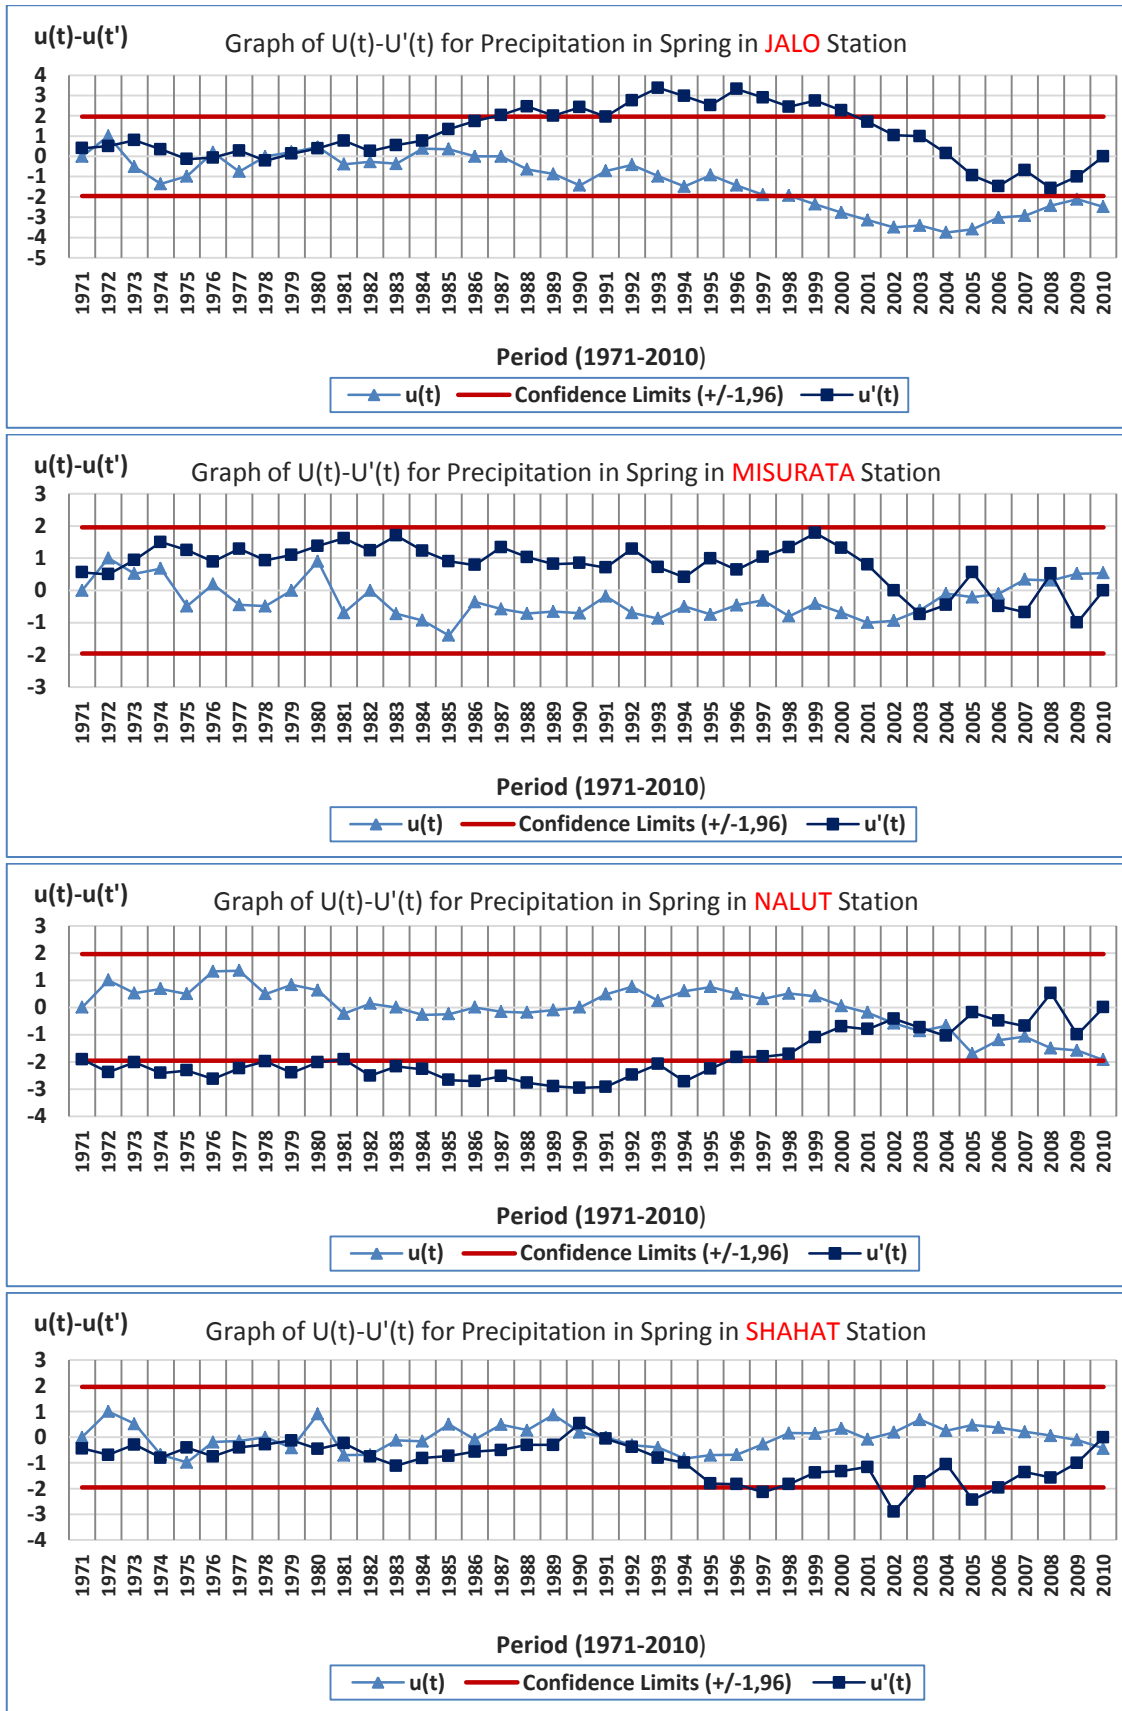 u(t)-u(t')
Graph of U(t)-U'(t) for Precipitation in Spring in JALO Station
4
3
2
1
0
-1
-2
-3
-4
-5
1971 1972 1973 1974 1975 1976 1977 1978 1979 1980 1981 1982 1983 1984 1985 1986 1987 1988 1989 1990 1991 1992 1993 1994 1995 1996 1997 1998 1999 2000 2001 2002 2003 2004 2005 2006 2007 2008 2009 2010
Period (1971-2010)
u(t) Confidence Limits (+/-1,96) u'(t)
u(t)-u(t')
Graph of U(t)-U'(t) for Precipitation in Spring in MISURATA Station
3
2
1
0
-1
-2
-3
1971 1972 1973 1974 1975 1976 1977 1978 1979 1980 1981 1982 1983 1984 1985 1986 1987 1988 1989 1990 1991 1992 1993 1994 1995 1996 1997 1998 1999 2000 2001 2002 2003 2004 2005 2006 2007 2008 2009 2010
Period (1971-2010)
u(t) Confidence Limits (+/-1,96) u'(t)
u(t)-u(t')
Graph of U(t)-U'(t) for Precipitation in Spring in NALUT Station
3
2
1
0
-1
-2
-3
-4
1971 1972 1973 1974 1975 1976 1977 1978 1979 1980 1981 1982 1983 1984 1985 1986 1987 1988 1989 1990 1991 1992 1993 1994 1995 1996 1997 1998 1999 2000 2001 2002 2003 2004 2005 2006 2007 2008 2009 2010
Period (1971-2010)
u(t) Confidence Limits (+/-1,96) u'(t)
u(t)-u(t')
Graph of U(t)-U'(t) for Precipitation in Spring in SHAHAT Station
3
2
1
0
-1
-2
-3
-4
1971 1972 1973 1974 1975 1976 1977 1978 1979 1980 1981 1982 1983 1984 1985 1986 1987 1988 1989 1990 1991 1992 1993 1994 1995 1996 1997 1998 1999 2000 2001 2002 2003 2004 2005 2006 2007 2008 2009 2010
Period (1971-2010)
u(t) Confidence Limits (+/-1,96) u'(t)